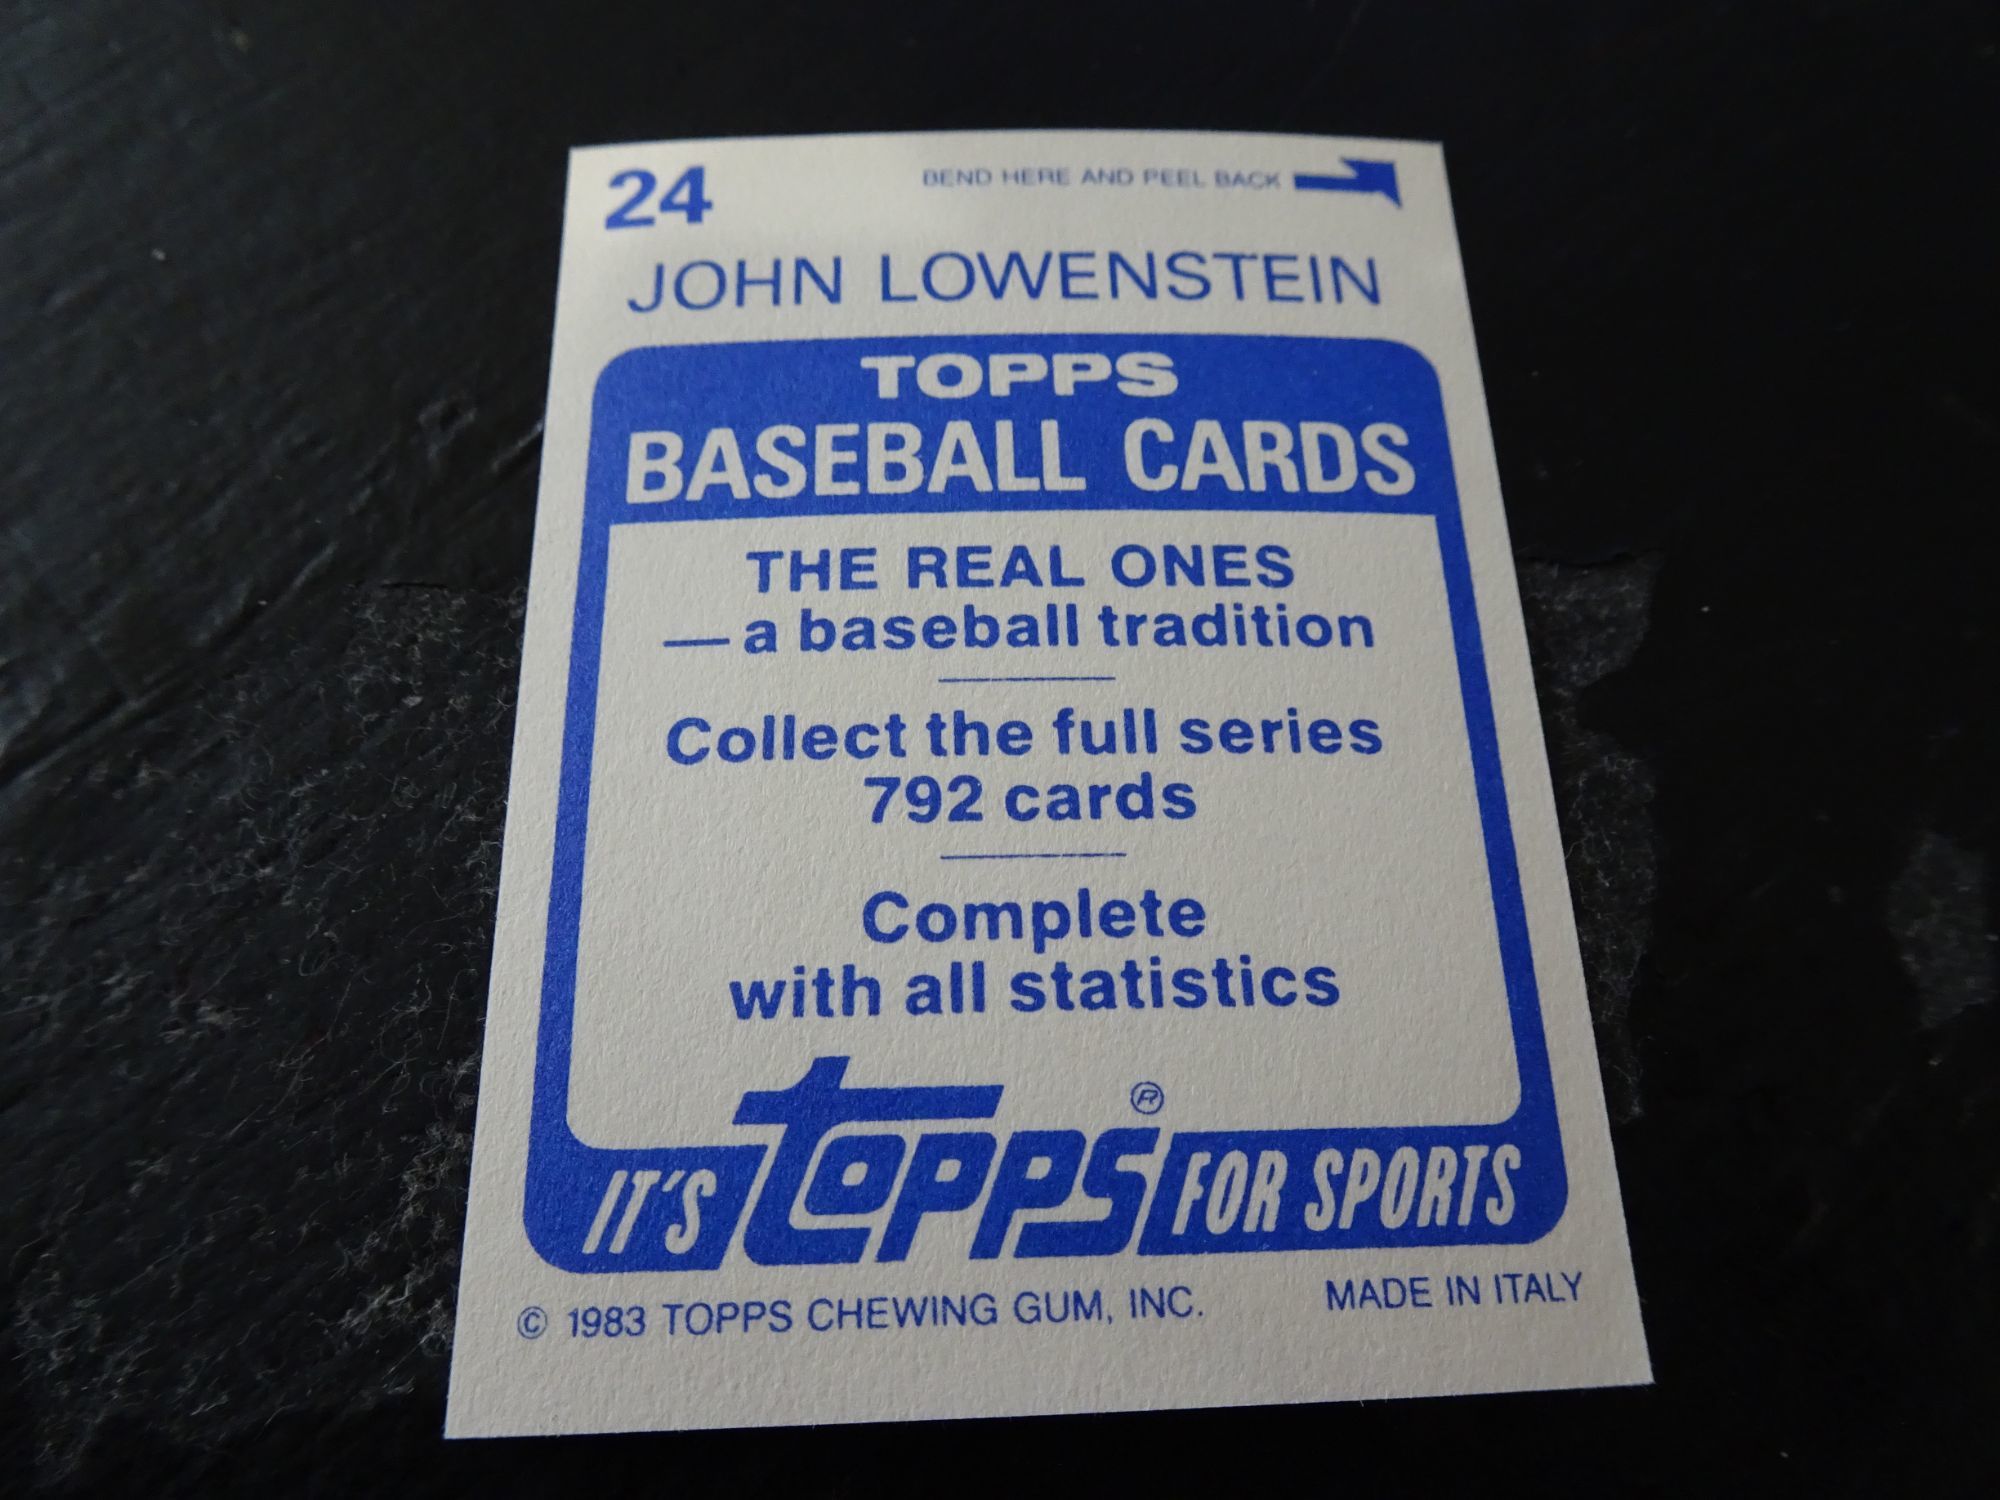 24
BEND HERE AND PEEL BACK
JOHN LOWENSTEIN
TOPPS
BASEBALL CARDS
THE REAL ONES
— a baseball tradition
Collect the full series
792 cards
Complete
with all statistics
IT'S Topps® FOR SPORTS
© 1983 TOPPS CHEWING GUM, INC. MADE IN ITALY